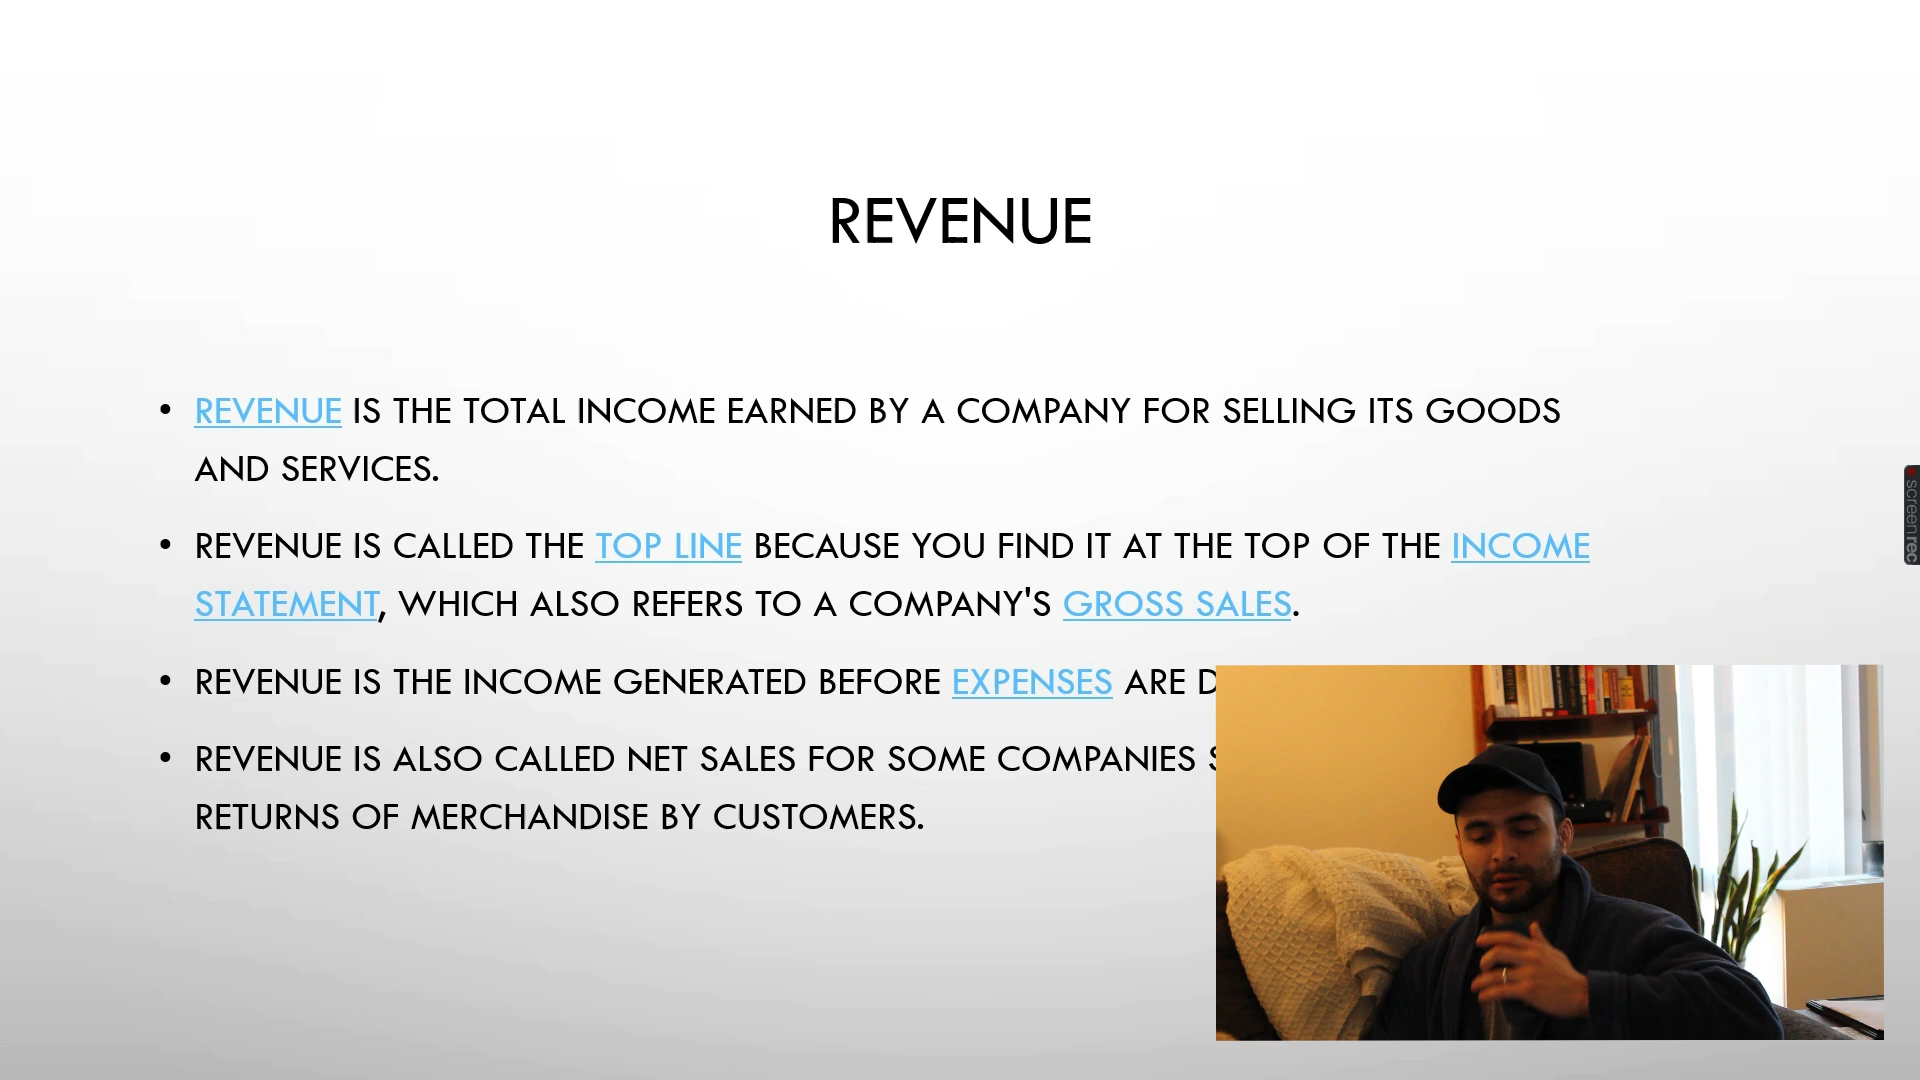 REVENUE
• REVENUE IS THE TOTAL INCOME EARNED BY A COMPANY FOR SELLING ITS GOODS
AND SERVICES.
• REVENUE IS CALLED THE TOP LINE BECAUSE YOU FIND IT AT THE TOP OF THE INCOME
STATEMENT, WHICH ALSO REFERS TO A COMPANY'S GROSS SALES.
• REVENUE IS THE INCOME GENERATED BEFORE EXPENSES ARE
• REVENUE IS ALSO CALLED NET SALES FOR SOME COMPANIES
RETURNS OF MERCHANDISE BY CUSTOMERS.
screenrec